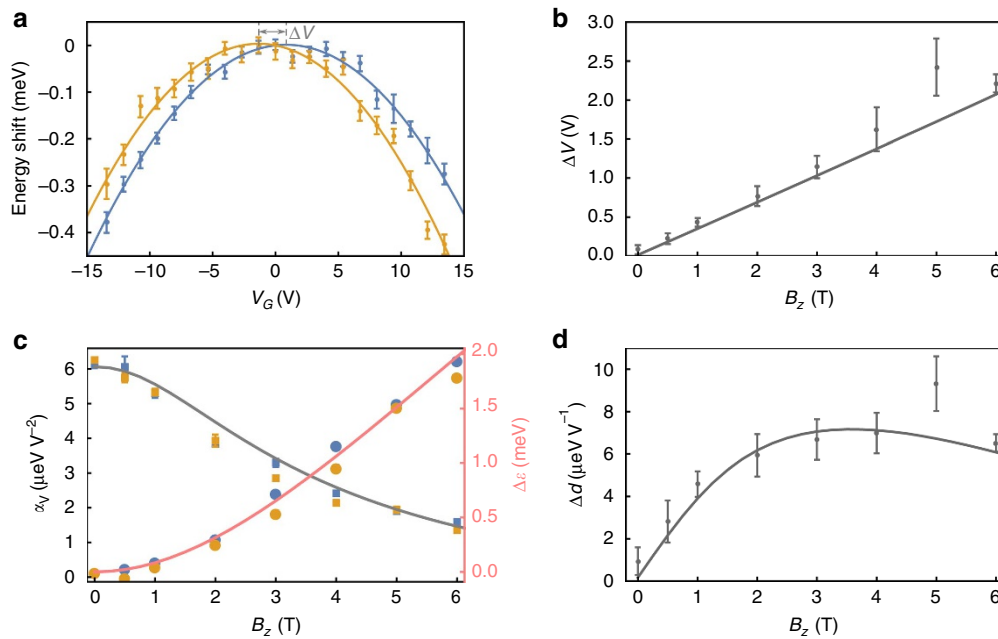 a
ΔV
0
–0.1
–0.2
–0.3
–0.4
Energy shift (meV)
–15 –10 –5 0 5 10 15
V_G (V)
b
3.0
2.5
2.0
1.5
1.0
0.5
0.0
ΔV (V)
0 1 2 3 4 5 6
B_z (T)
c
6
5
4
3
2
1
0
α_V (μeV V⁻²)
2.0
1.5
1.0
0.5
0.0
Δε (meV)
0 1 2 3 4 5 6
B_z (T)
d
10
8
6
4
2
0
Δd (μeV V⁻¹)
0 1 2 3 4 5 6
B_z (T)